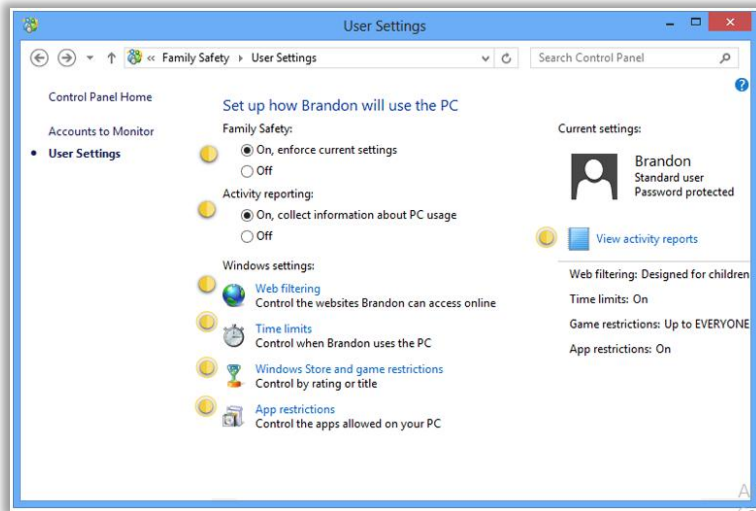 User Settings
« Family Safety › User Settings
Search Control Panel
Control Panel Home
Accounts to Monitor
User Settings
Set up how Brandon will use the PC
Family Safety:
On, enforce current settings
Off
Activity reporting:
On, collect information about PC usage
Off
Windows settings:
Web filtering
Control the websites Brandon can access online
Time limits
Control when Brandon uses the PC
Windows Store and game restrictions
Control by rating or title
App restrictions
Control the apps allowed on your PC
Current settings:
Brandon
Standard user
Password protected
View activity reports
Web filtering: Designed for children
Time limits: On
Game restrictions: Up to EVERYONE
App restrictions: On